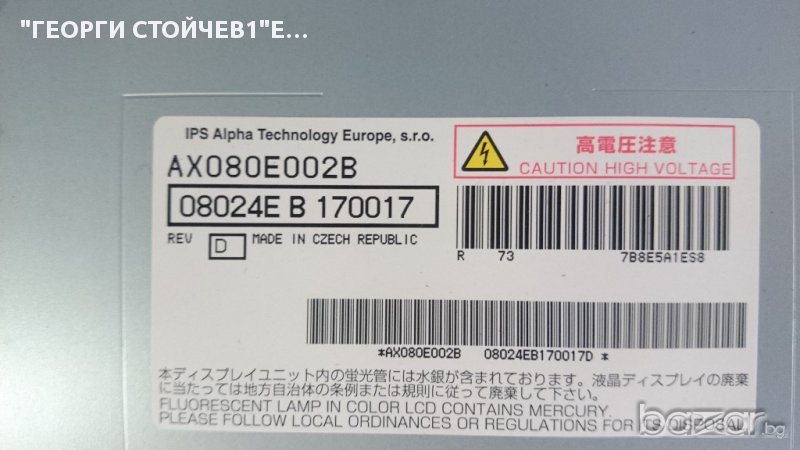 "ГЕОРГИ СТОЙЧЕВ1"Е...
IPS Alpha Technology Europe, s.r.o.
AX080E002B
08024E B 170017
REV D MADE IN CZECH REPUBLIC
高電圧注意
CAUTION HIGH VOLTAGE
R 73 7B8E5A1ES8
*AX080E002B 08024EB170017D *
本ディスプレイユニット内の蛍光管には水銀が含まれております。液晶ディスプレイの廃棄
に当たっては地方自治体の条例または規則に従って廃棄して下さい。
FLUORESCENT LAMP IN COLOR LCD CONTAINS MERCURY.
PLEASE FOLLOW LOCAL ORDINANCES OR REGULATIONS FOR ITS DISPOSAL.
bazar.bg